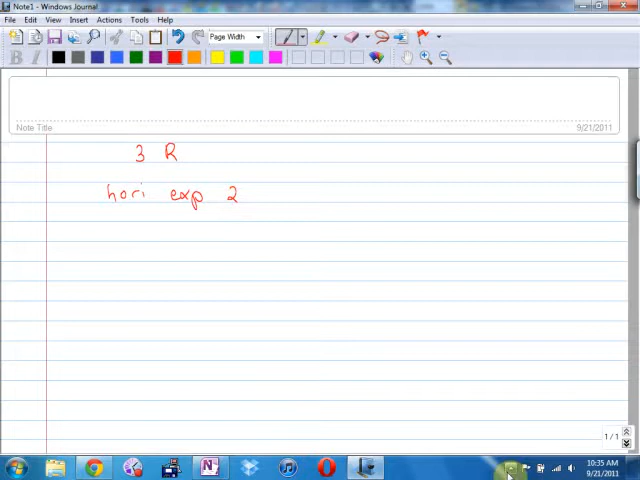 Note1 - Windows Journal
File Edit View Insert Actions Tools Help
Page Width
B I
Note Title 9/21/2011
3 R
hori exp 2
1 / 1
10:35 AM
9/21/2011